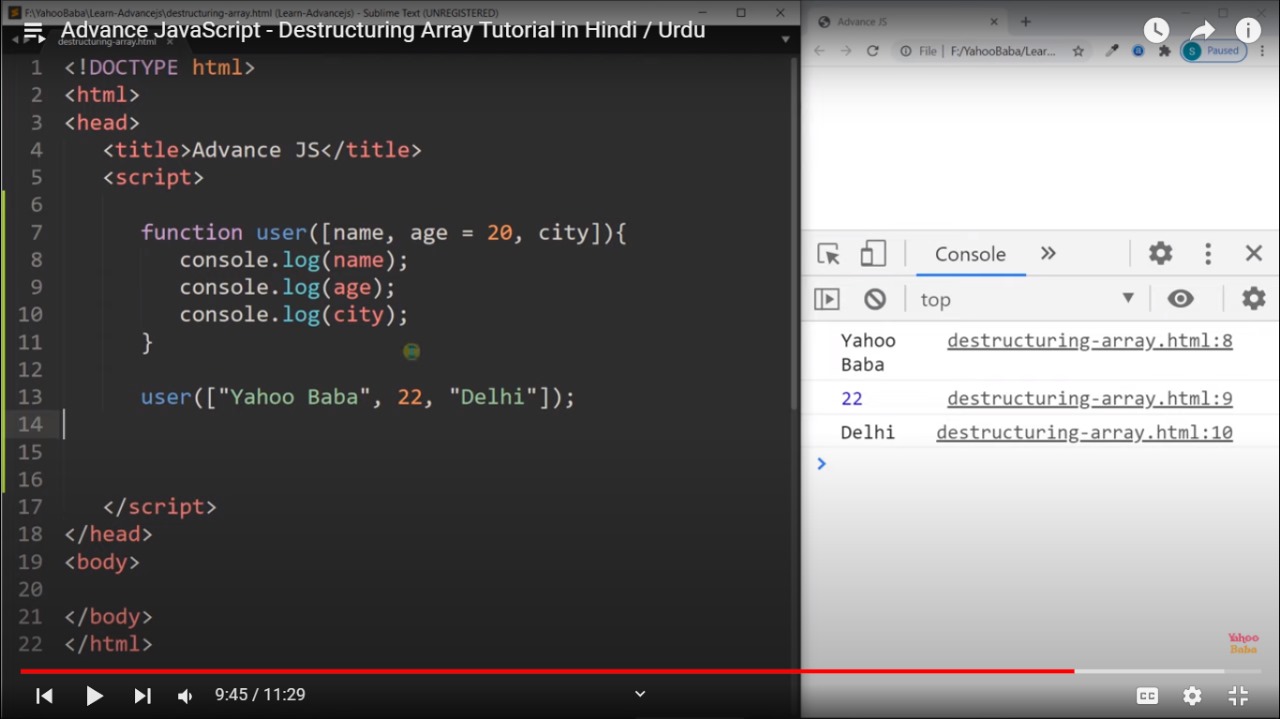 F:\YahooBaba\Learn-Advancejs\destructuring-array.html (Learn-Advancejs) - Sublime Text (UNREGISTERED)
Advance JavaScript - Destructuring Array Tutorial in Hindi / Urdu
destructuring-array.html
1 <!DOCTYPE html>
2 <html>
3 <head>
4 <title>Advance JS</title>
5 <script>
6
7 function user([name, age = 20, city]){
8 console.log(name);
9 console.log(age);
10 console.log(city);
11 }
12
13 user(["Yahoo Baba", 22, "Delhi"]);
14
15
16
17 </script>
18 </head>
19 <body>
20
21 </body>
22 </html>
Advance JS
File | F:/YahooBaba/Lear...
S Paused
Console
top
Yahoo Baba destructuring-array.html:8
22 destructuring-array.html:9
Delhi destructuring-array.html:10
Yahoo
Baba
9:45 / 11:29
CC